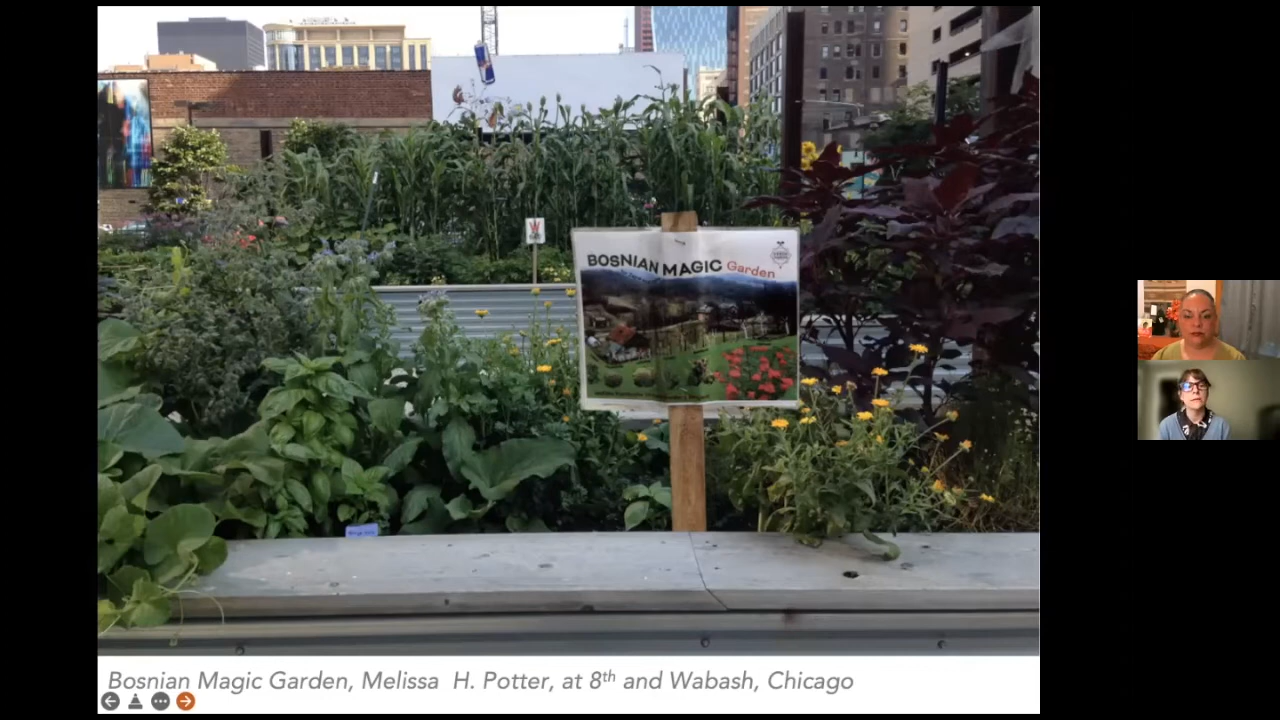 BOSNIAN MAGIC Garden
Bosnian Magic Garden, Melissa H. Potter, at 8th and Wabash, Chicago